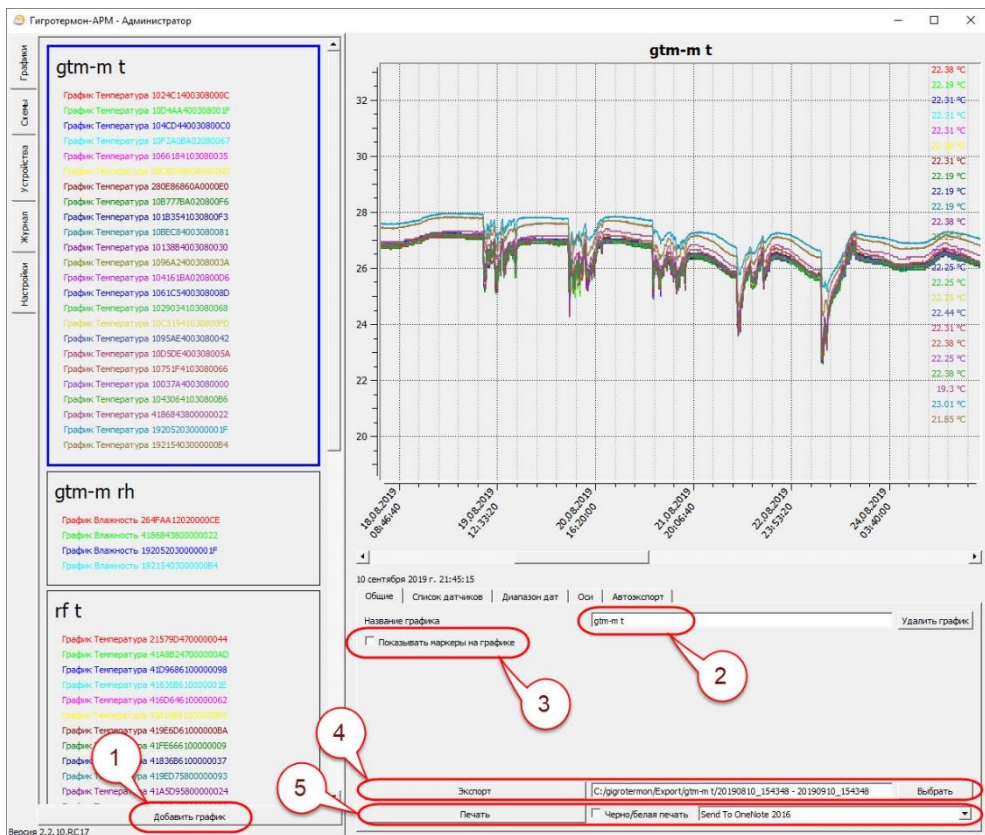 Гигротермон-АРМ - Администратор
Графики
Схемы
Устройства
Журнал
Настройки
gtm-m t
График Температура 1024C1400308000C
График Температура 10D4AA400308001F
График Температура 104CD440030800C0
График Температура 10F2A0BA02080067
График Температура 1066184103080035
График Температура
График Температура 280E86860A0000E0
График Температура 10B777BA020800F6
График Температура 101B3541030800F3
График Температура 10BEC84003080081
График Температура 10138B4003080030
График Температура 1096A2400308003A
График Температура 104161BA020800D6
График Температура 1061C5400308008D
График Температура 1029034103080068
График Температура 10C51941030800FD
График Температура 1095AE4003080042
График Температура 10D5DE400308005A
График Температура 10751F4103080066
График Температура 10037A4003080000
График Температура 10430641030800B6
График Температура 4186843800000022
График Температура 192052030000001F
График Температура 19215403000000B4
gtm-m rh
График Влажность 264FAA12020000CE
График Влажность 4186843800000022
График Влажность 192052030000001F
График Влажность 19215403000000B4
rf t
График Температура 21579D4700000044
График Температура 41A8B247000000AD
График Температура 41D9686100000098
График Температура 41636B610000001E
График Температура 416D646100000062
График Температура
График Температура 419E6D61000000BA
График Температура 41FE666100000009
График Температура 41836B6100000037
График Температура 419ED75800000093
График Температура 41A5D95800000024
1
Добавить график
Версия 2.2.10.RC17
gtm-m t
32
30
28
26
24
22
20
22.38 °C
22.19 °C
22.31 °C
22.31 °C
22.31 °C
22.31 °C
22.19 °C
22.19 °C
22.19 °C
22.38 °C
22.25 °C
22.25 °C
22.44 °C
22.31 °C
22.38 °C
22.25 °C
22.38 °C
19.3 °C
23.01 °C
21.85 °C
18.08.2019
08:46:40
19.08.2019
12:33:20
20.08.2019
16:20:00
21.08.2019
20:06:40
22.08.2019
23:53:20
24.08.2019
03:40:00
10 сентября 2019 г. 21:45:15
Общие
Список датчиков
Диапазон дат
Оси
Автоэкспорт
Название графика
gtm-m t
Удалить график
Показывать маркеры на графике
2
3
4
5
Экспорт
C:/gigrotermon/Export/gtm-m t/20190810_154348 - 20190910_154348
Выбрать
Печать
Черно/белая печать
Send To OneNote 2016